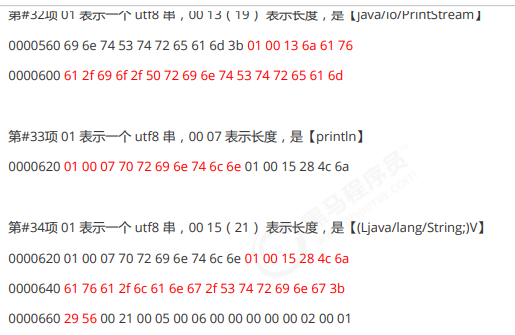 第#32项 01 表示一个 utf8 串，00 13（19）表示长度，是【java/io/PrintStream】
0000560 69 6e 74 53 74 72 65 61 6d 3b 01 00 13 6a 61 76
0000600 61 2f 69 6f 2f 50 72 69 6e 74 53 74 72 65 61 6d
第#33项 01 表示一个 utf8 串，00 07 表示长度，是【println】
0000620 01 00 07 70 72 69 6e 74 6c 6e 01 00 15 28 4c 6a
第#34项 01 表示一个 utf8 串，00 15（21）表示长度，是【(Ljava/lang/String;)V】
0000620 01 00 07 70 72 69 6e 74 6c 6e 01 00 15 28 4c 6a
0000640 61 76 61 2f 6c 61 6e 67 2f 53 74 72 69 6e 67 3b
0000660 29 56 00 21 00 05 00 06 00 00 00 00 00 02 00 01